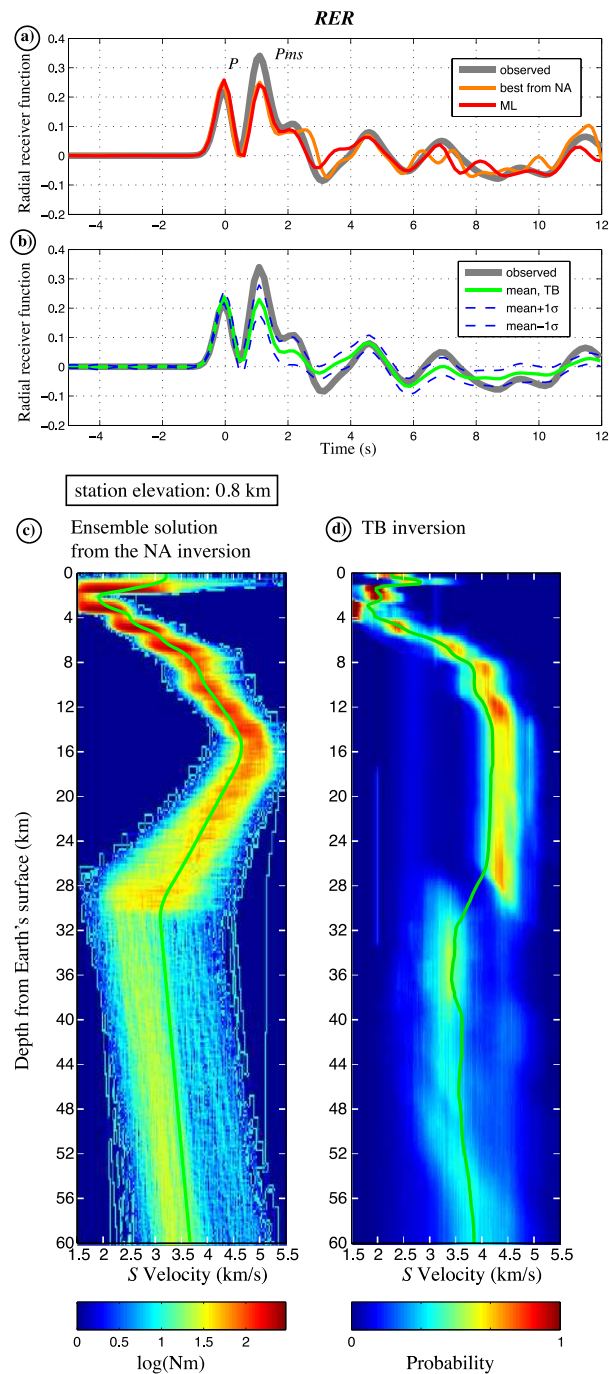 RER
a)
P
Pms
observed
best from NA
ML
Radial receiver function
0.4
0.3
0.2
0.1
0
−0.1
0.2
−4 −2 0 2 4 6 8 10 12
b)
observed
mean, TB
mean+1σ
mean−1σ
Radial receiver function
0.4
0.3
0.2
0.1
0
−0.1
0.2
−4 −2 0 2 4 6 8 10 12
Time (s)
station elevation: 0.8 km
c) Ensemble solution
from the NA inversion
d) TB inversion
Depth from Earth's surface (km)
0
4
8
12
16
20
24
28
32
36
40
44
48
52
56
60
1.5 2 2.5 3 3.5 4 4.5 5 5.5
S Velocity (km/s)
0
4
8
12
16
20
24
28
32
36
40
44
48
52
56
60
1.5 2 2.5 3 3.5 4 4.5 5 5.5
S Velocity (km/s)
0 0.5 1 1.5 2
log(Nm)
0 1
Probability